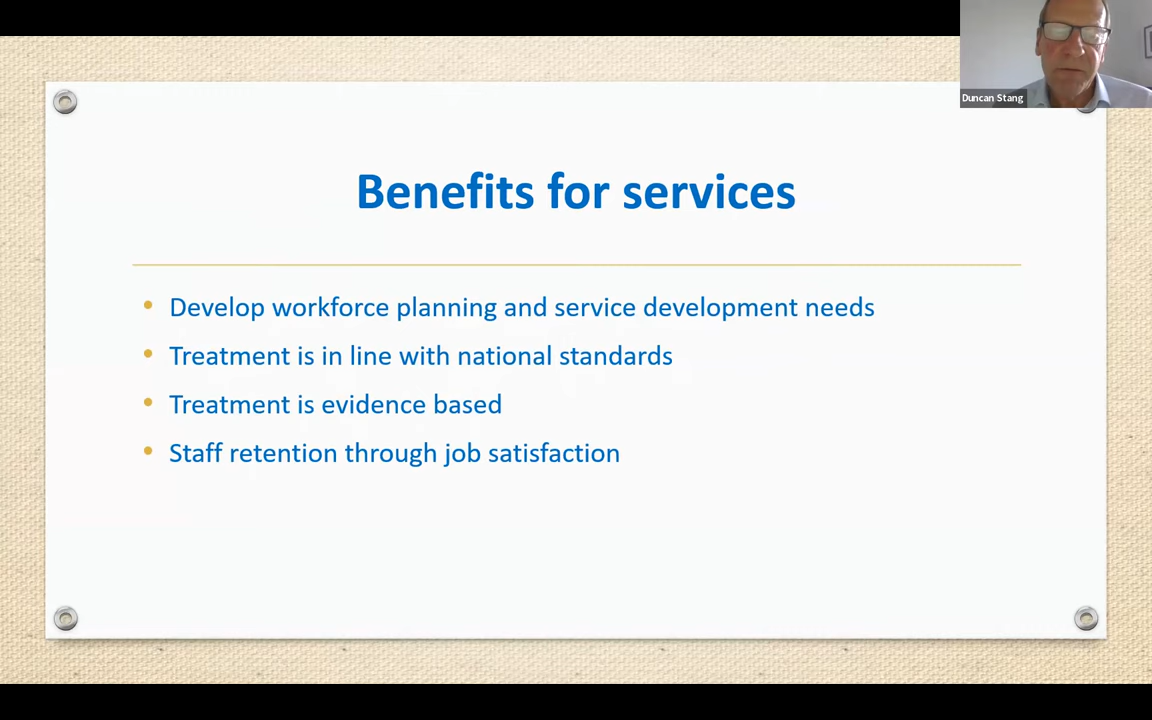 Duncan Stang
Benefits for services
• Develop workforce planning and service development needs
• Treatment is in line with national standards
• Treatment is evidence based
• Staff retention through job satisfaction